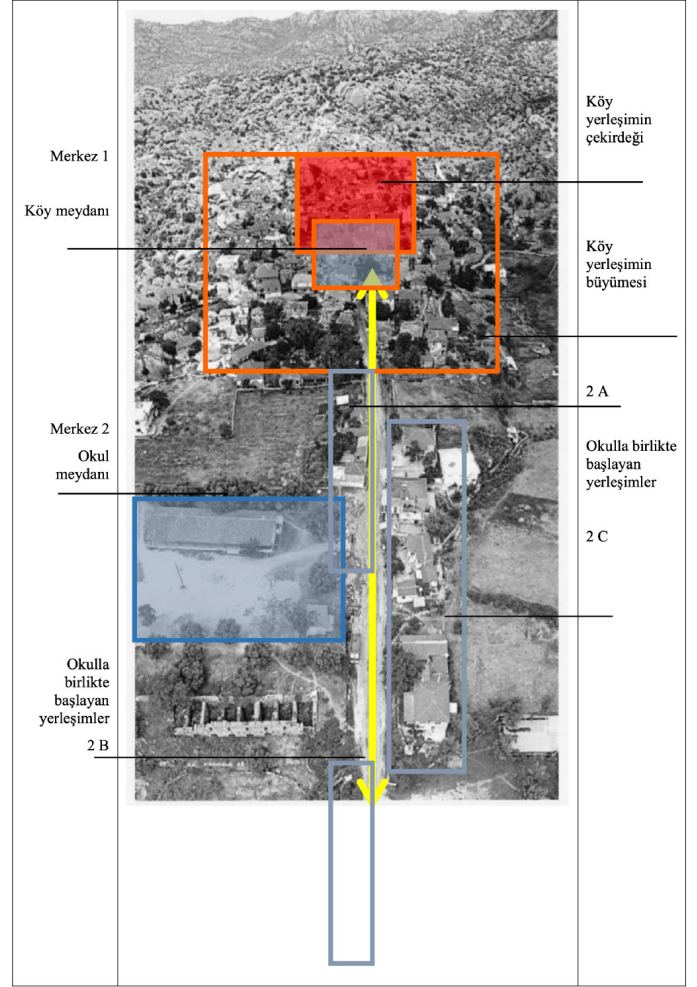 Merkez 1
Köy meydanı
Merkez 2
Okul
meydanı
Okulla
birlikte
başlayan
yerleşimler
2 B
Köy
yerleşimin
çekirdeği
Köy
yerleşimin
büyümesi
2 A
Okulla birlikte
başlayan
yerleşimler
2 C